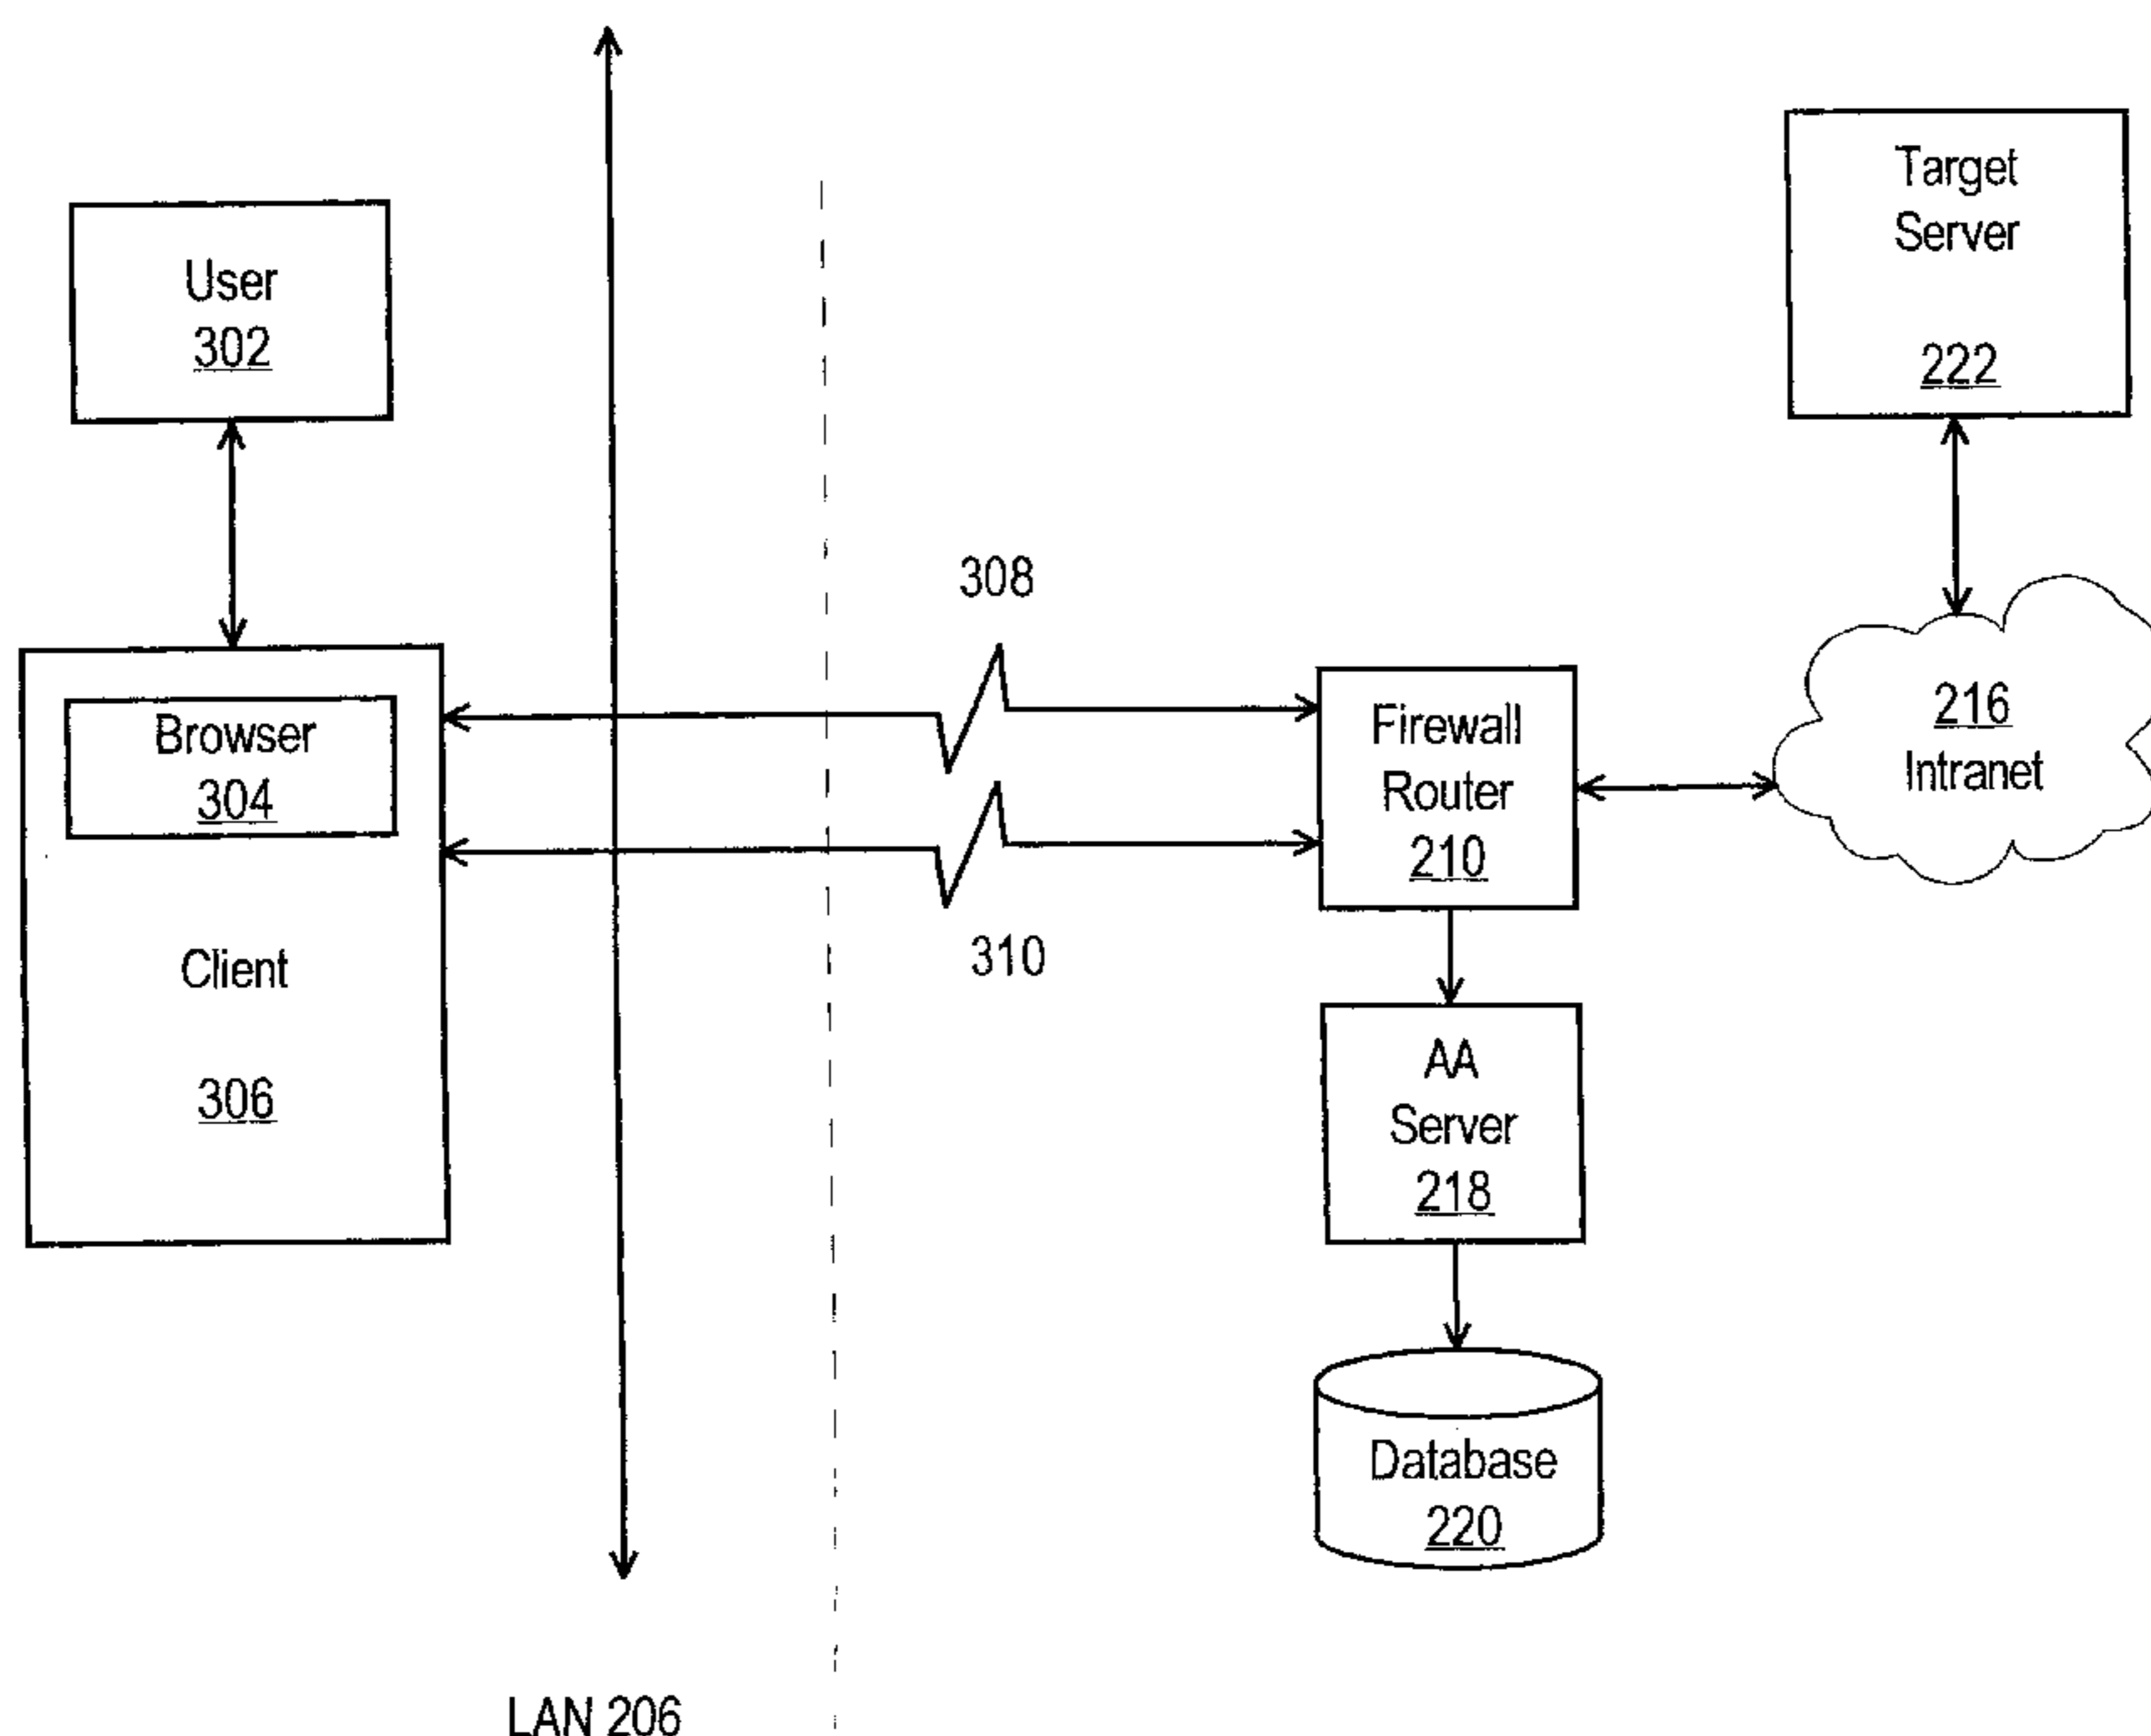 User
302
Target
Server
222
308
Browser
304
Firewall
Router
210
216
Intranet
310
Client
306
AA
Server
218
Database
220
LAN 206